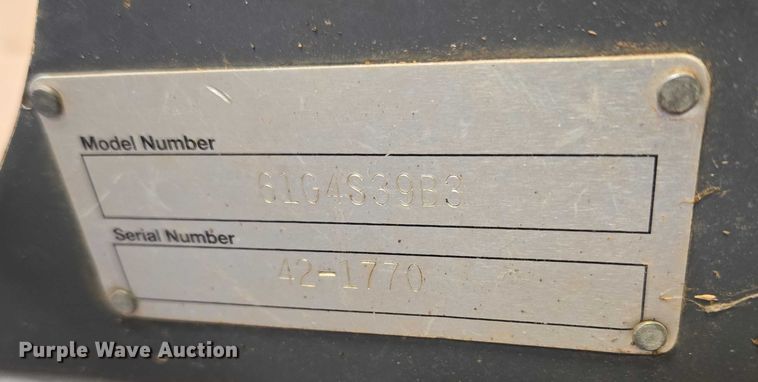 Model Number
61G4S39B3
Serial Number
42-1770
Purple Wave Auction